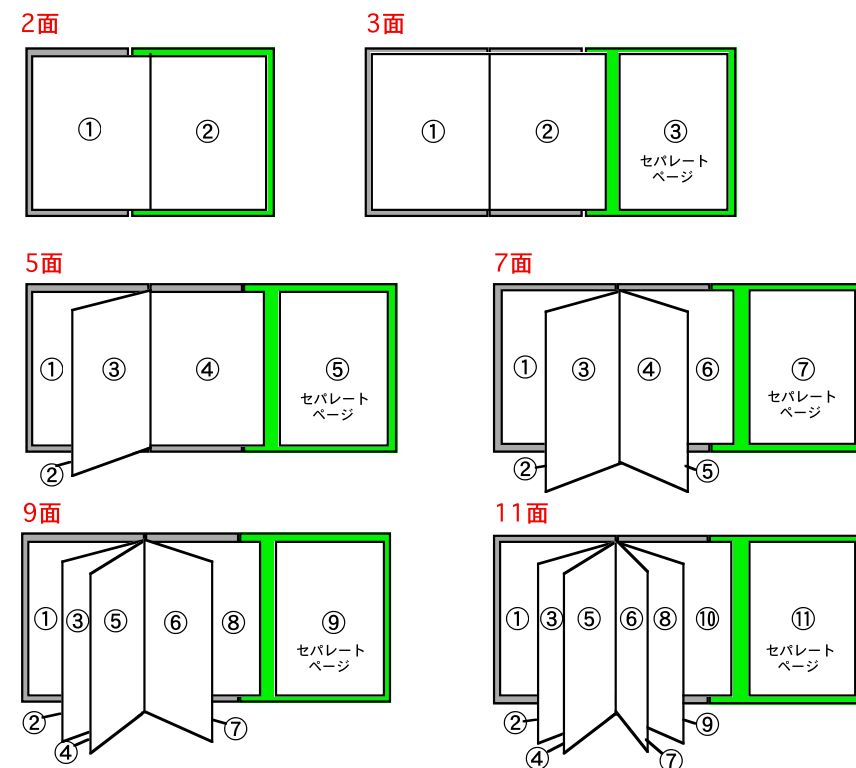 2面
3面
①
②
①
②
③
セパレート
ページ
5面
7面
①
③
④
⑤
セパレート
ページ
②
①
③
④
⑥
⑦
セパレート
ページ
②
⑤
9面
11面
①
③
⑤
⑥
⑧
⑨
セパレート
ページ
②
④
⑦
①
③
⑤
⑥
⑧
⑩
⑪
セパレート
ページ
②
④
⑦
⑨